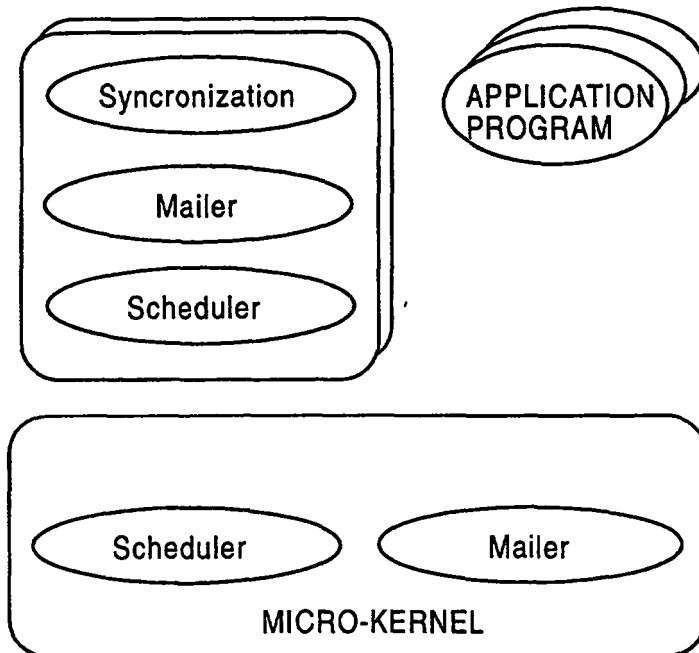 Syncronization
Mailer
Scheduler
APPLICATION
PROGRAM
Scheduler
Mailer
MICRO-KERNEL